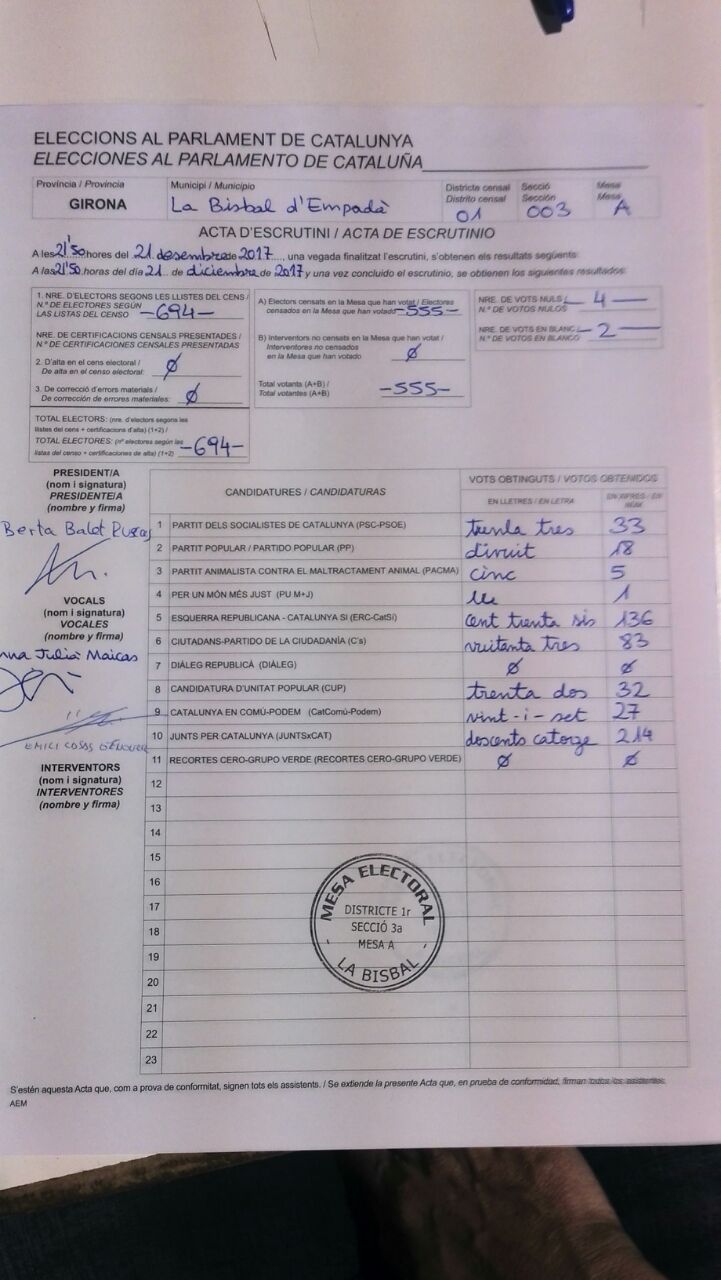 ELECCIONS AL PARLAMENT DE CATALUNYA
ELECCIONES AL PARLAMENTO DE CATALUÑA
Província / Provincia
GIRONA
Municipi / Municipio
La Bisbal d'Empadà
Districte censal
Distrito censal
01
Secció
Sección
003
Mesa
Mesa
A
ACTA D'ESCRUTINI / ACTA DE ESCRUTINIO
A les 21'50 hores del 21 desembre de 2017...., una vegada finalitzat l'escrutini, s'obtenen els resultats següents:
A las 21'50 horas del día 21 de diciembre de 2017 y una vez concluido el escrutinio, se obtienen los siguientes resultados:
1. NRE. D'ELECTORS SEGONS LES LLISTES DEL CENS /
N.º DE ELECTORES SEGÚN
LAS LISTAS DEL CENSO -694-
NRE. DE CERTIFICACIONS CENSALS PRESENTADES /
N.º DE CERTIFICACIONES CENSALES PRESENTADAS
2. D'alta en el cens electoral /
De alta en el censo electoral: Ø
3. De correcció d'errors materials /
De corrección de errores materiales: Ø
TOTAL ELECTORS: (nre. d'electors segons les
llistes del cens + certificacions d'alta) (1+2) /
TOTAL ELECTORES: (nº electores según las
listas del censo + certificaciones de alta) (1+2) -694-
A) Electors censats en la Mesa que han votat / Electores
censados en la Mesa que han votado -555-
B) Interventors no censats en la Mesa que han votat /
Interventores no censados
en la Mesa que han votado Ø
Total votants (A+B) /
Total votantes (A+B) -555-
NRE. DE VOTS NULS
N.º DE VOTOS NULOS — 4 —
NRE. DE VOTS EN BLANC
N.º DE VOTOS EN BLANCO — 2 —
PRESIDENT/A
(nom i signatura)
PRESIDENTE/A
(nombre y firma)
Berta Balet
VOCALS
(nom i signatura)
VOCALES
(nombre y firma)
Julià Maicas
EMILI COSAS
INTERVENTORS
(nom i signatura)
INTERVENTORES
(nombre y firma)
CANDIDATURES / CANDIDATURAS
VOTS OBTINGUTS / VOTOS OBTENIDOS
EN LLETRES / EN LETRA
EN XIFRES / EN NÚM.
1 PARTIT DELS SOCIALISTES DE CATALUNYA (PSC-PSOE) trenta tres 33
2 PARTIT POPULAR / PARTIDO POPULAR (PP) divuit 18
3 PARTIT ANIMALISTA CONTRA EL MALTRACTAMENT ANIMAL (PACMA) cinc 5
4 PER UN MÓN MÉS JUST (PU M+J) 1
5 ESQUERRA REPUBLICANA - CATALUNYA SI (ERC-CatSí) cent trenta sis 136
6 CIUTADANS-PARTIDO DE LA CIUDADANÍA (C's) vuitanta tres 83
7 DIÀLEG REPUBLICÀ (DIÀLEG) Ø Ø
8 CANDIDATURA D'UNITAT POPULAR (CUP) trenta dos 32
9 CATALUNYA EN COMÚ-PODEM (CatComú-Podem) vint-i-set 27
10 JUNTS PER CATALUNYA (JUNTSxCAT) doscents catorze 214
11 RECORTES CERO-GRUPO VERDE (RECORTES CERO-GRUPO VERDE) Ø Ø
12
13
14
15
16
17
18
19
20
21
22
23
MESA ELECTORAL
DISTRICTE 1r
SECCIÓ 3a
MESA A
LA BISBAL
S'estén aquesta Acta que, com a prova de conformitat, signen tots els assistents. / Se extiende la presente Acta que, en prueba de conformidad, firman todos los asistentes.
AEM